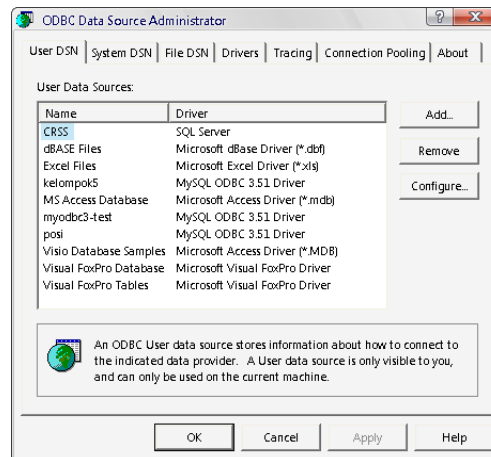 ODBC Data Source Administrator
User DSN System DSN File DSN Drivers Tracing Connection Pooling About
User Data Sources:
Name Driver
CRSS SQL Server
dBASE Files Microsoft dBase Driver (*.dbf)
Excel Files Microsoft Excel Driver (*.xls)
kelompok5 MySQL ODBC 3.51 Driver
MS Access Database Microsoft Access Driver (*.mdb)
myodbc3-test MySQL ODBC 3.51 Driver
posi MySQL ODBC 3.51 Driver
Visio Database Samples Microsoft Access Driver (*.MDB)
Visual FoxPro Database Microsoft Visual FoxPro Driver
Visual FoxPro Tables Microsoft Visual FoxPro Driver
Add...
Remove
Configure...
An ODBC User data source stores information about how to connect to
the indicated data provider. A User data source is only visible to you,
and can only be used on the current machine.
OK Cancel Apply Help